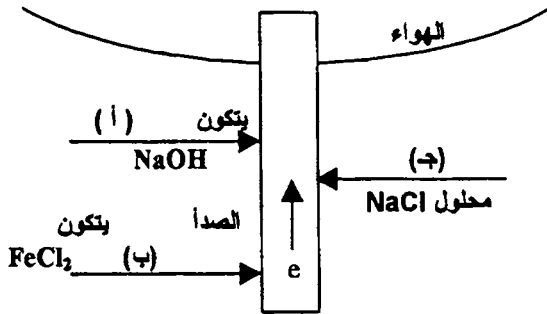 الهواء
يتكون (أ)
NaOH
(جـ)
محلول NaCl
الصدأ يتكون
(ب) FeCl₂
e